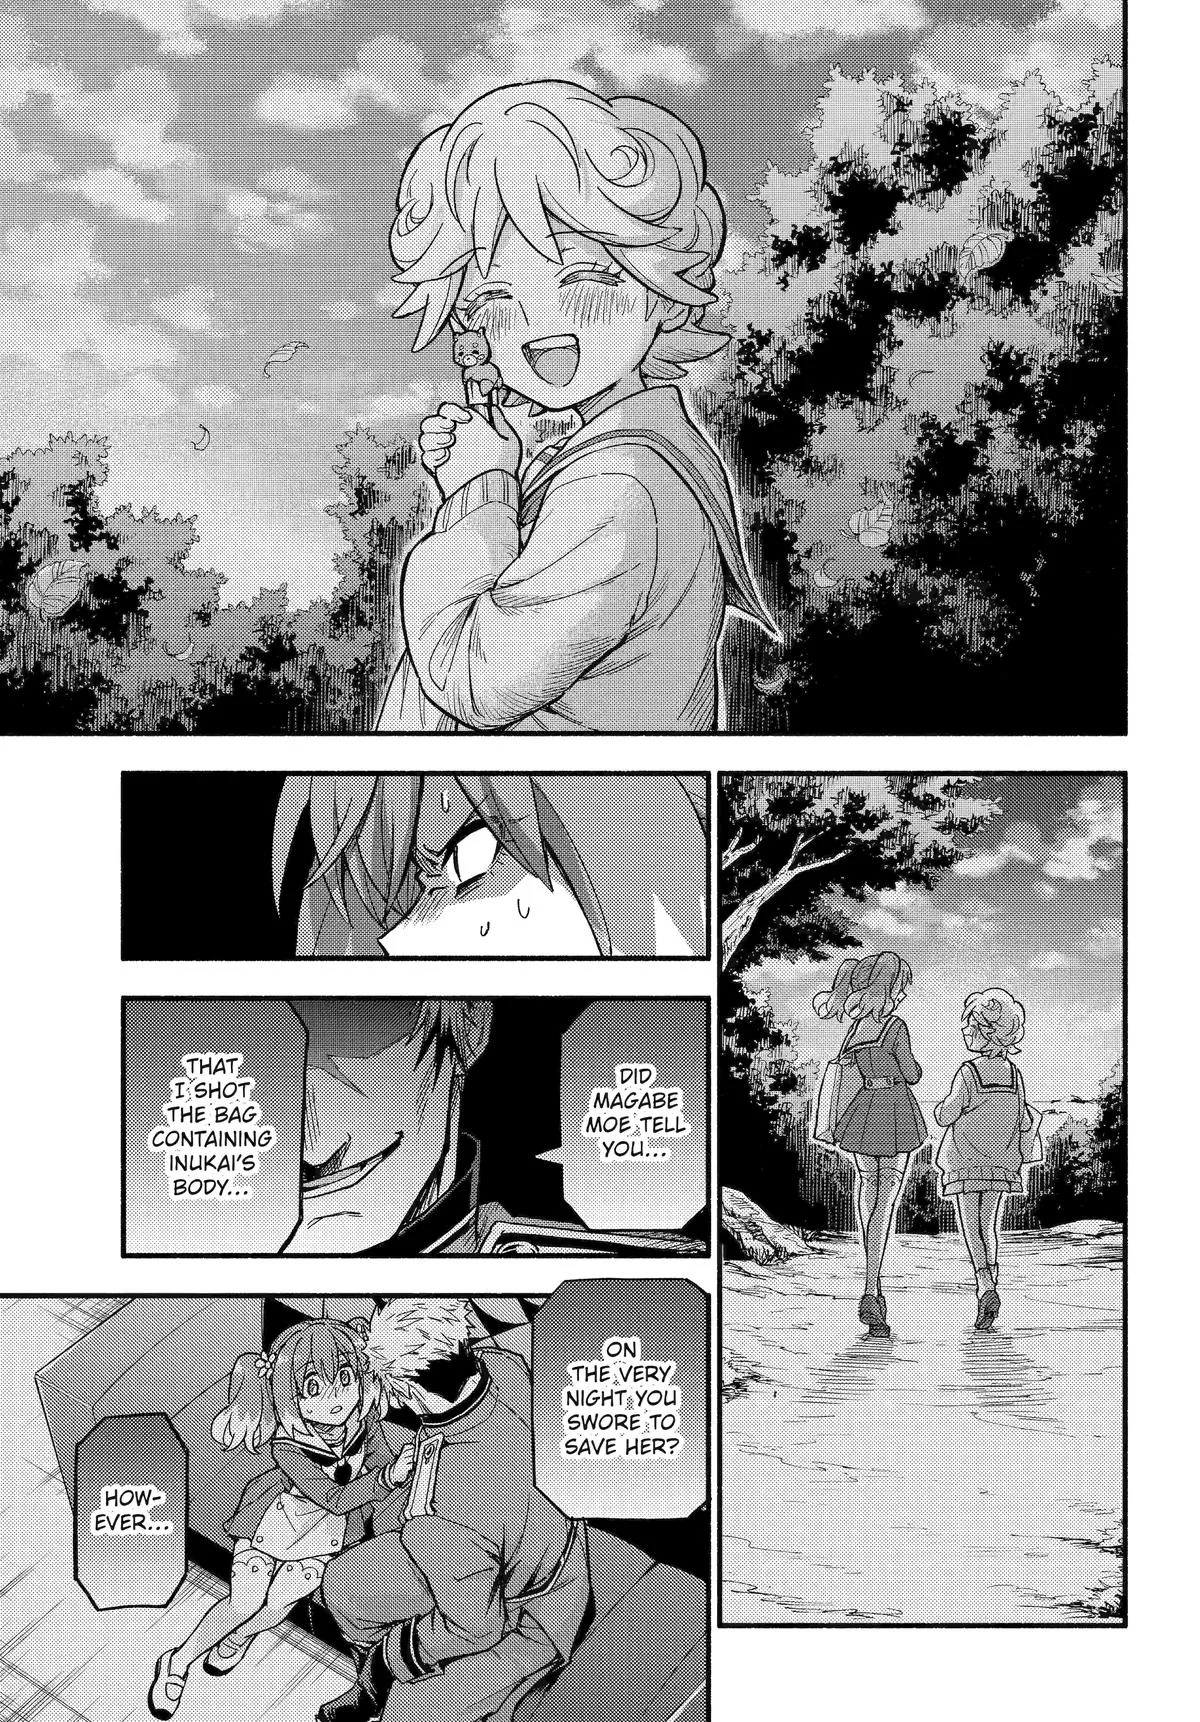 DID
MAGABE
MOE TELL
YOU...
THAT
I SHOT
THE BAG
CONTAINING
INUKAI'S
BODY...
ON
THE VERY
NIGHT YOU
SWORE TO
SAVE HER?
HOW-
EVER...